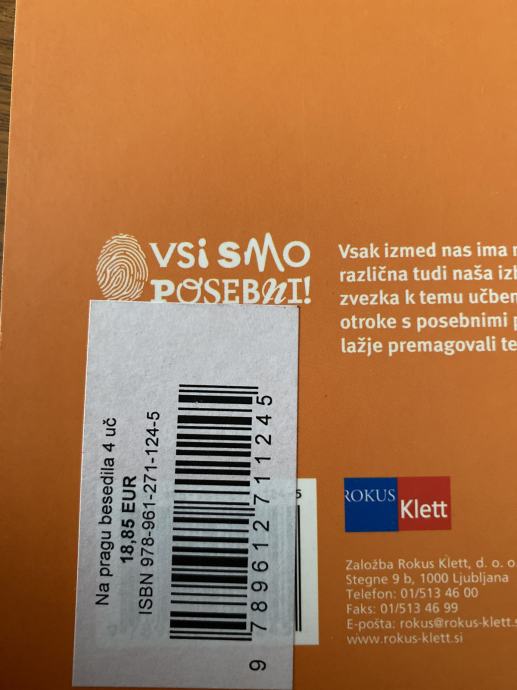 VSI SMO
POSEBNI!
Vsak izmed nas ima
različna tudi naša
zvezka k temu
otroke s posebnimi
lažje premagovali
Na pragu besedila 4 uč
18,85 EUR
ISBN 978-961-271-124-5
9 789612 711245
5
ROKUS
Klett
Založba Rokus Klett, d. o. o
Stegne 9 b, 1000 Ljubljana
Telefon: 01/513 46 00
Faks: 01/513 46 99
E-pošta: rokus@rokus-klett.s
www.rokus-klett.si